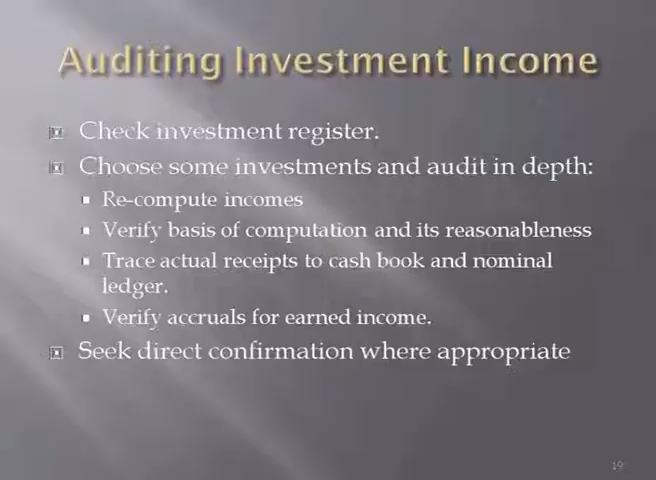 Auditing Investment Income
Check investment register.
Choose some investments and audit in depth:
Re-compute incomes
Verify basis of computation and its reasonableness
Trace actual receipts to cash book and nominal
ledger.
Verify accruals for earned income.
Seek direct confirmation where appropriate
19